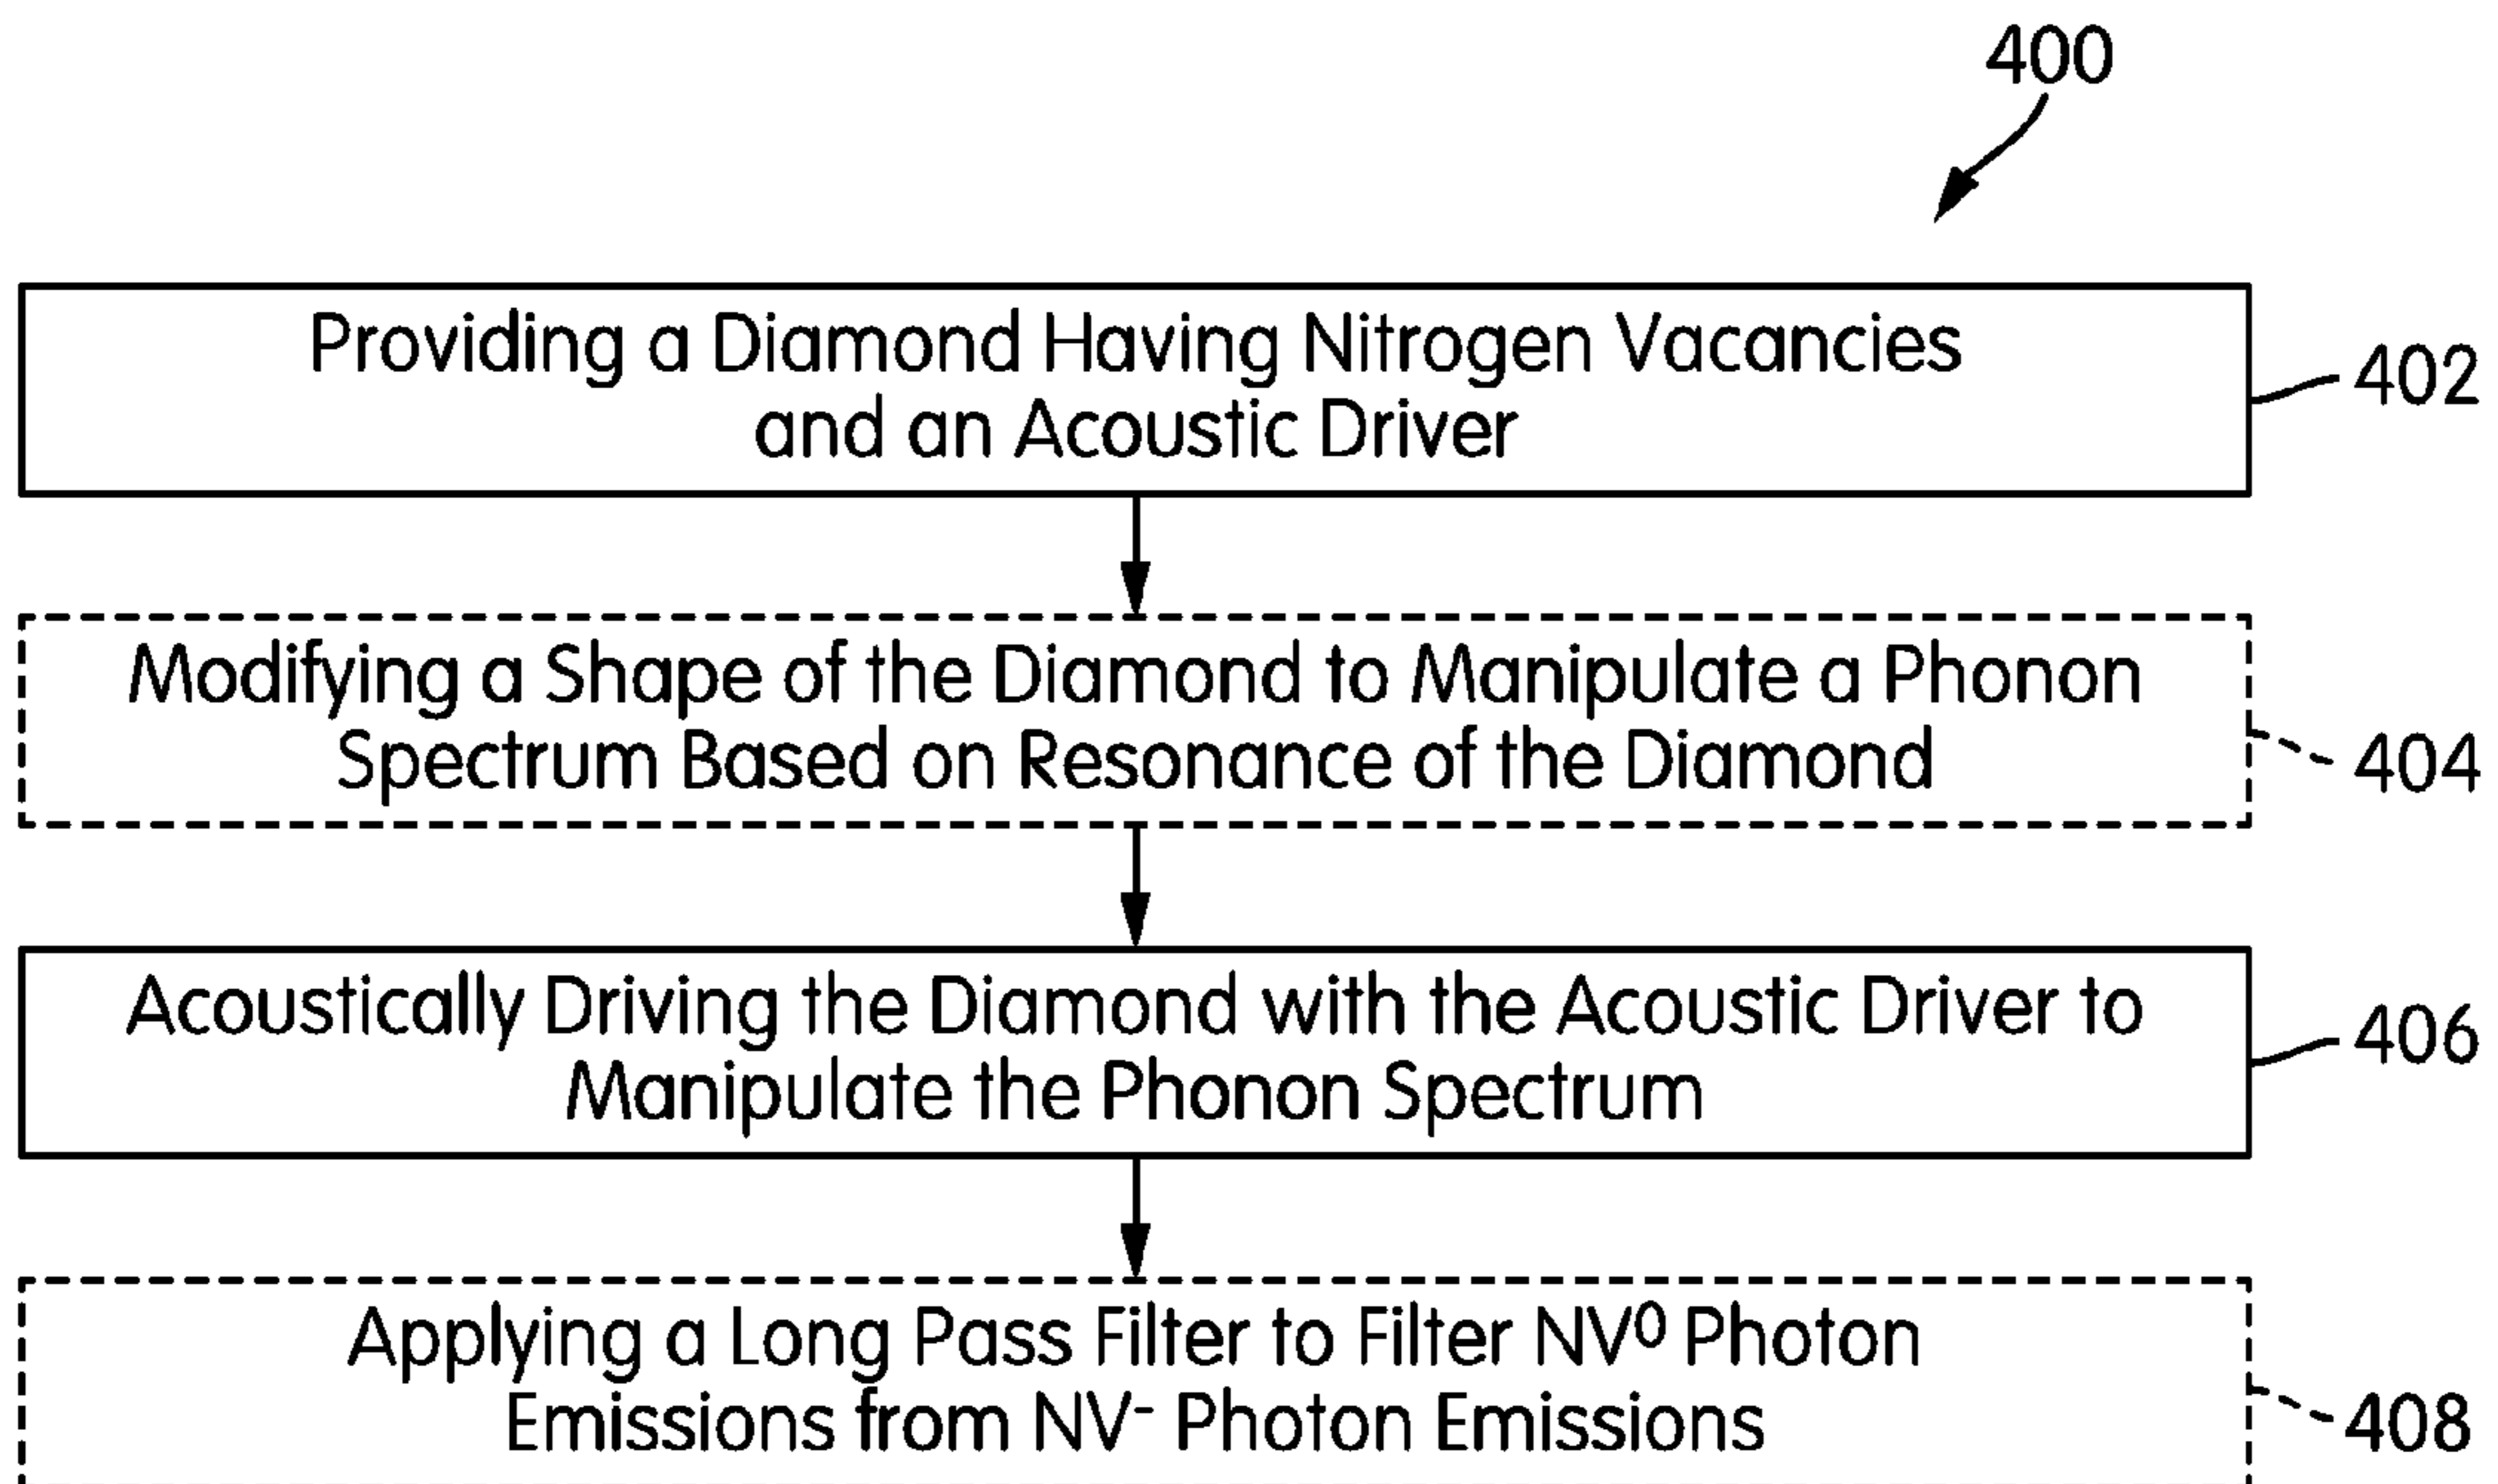 400
Providing a Diamond Having Nitrogen Vacancies
and an Acoustic Driver
402
Modifying a Shape of the Diamond to Manipulate a Phonon
Spectrum Based on Resonance of the Diamond
404
Acoustically Driving the Diamond with the Acoustic Driver to
Manipulate the Phonon Spectrum
406
Applying a Long Pass Filter to Filter NV⁰ Photon
Emissions from NV⁻ Photon Emissions
408